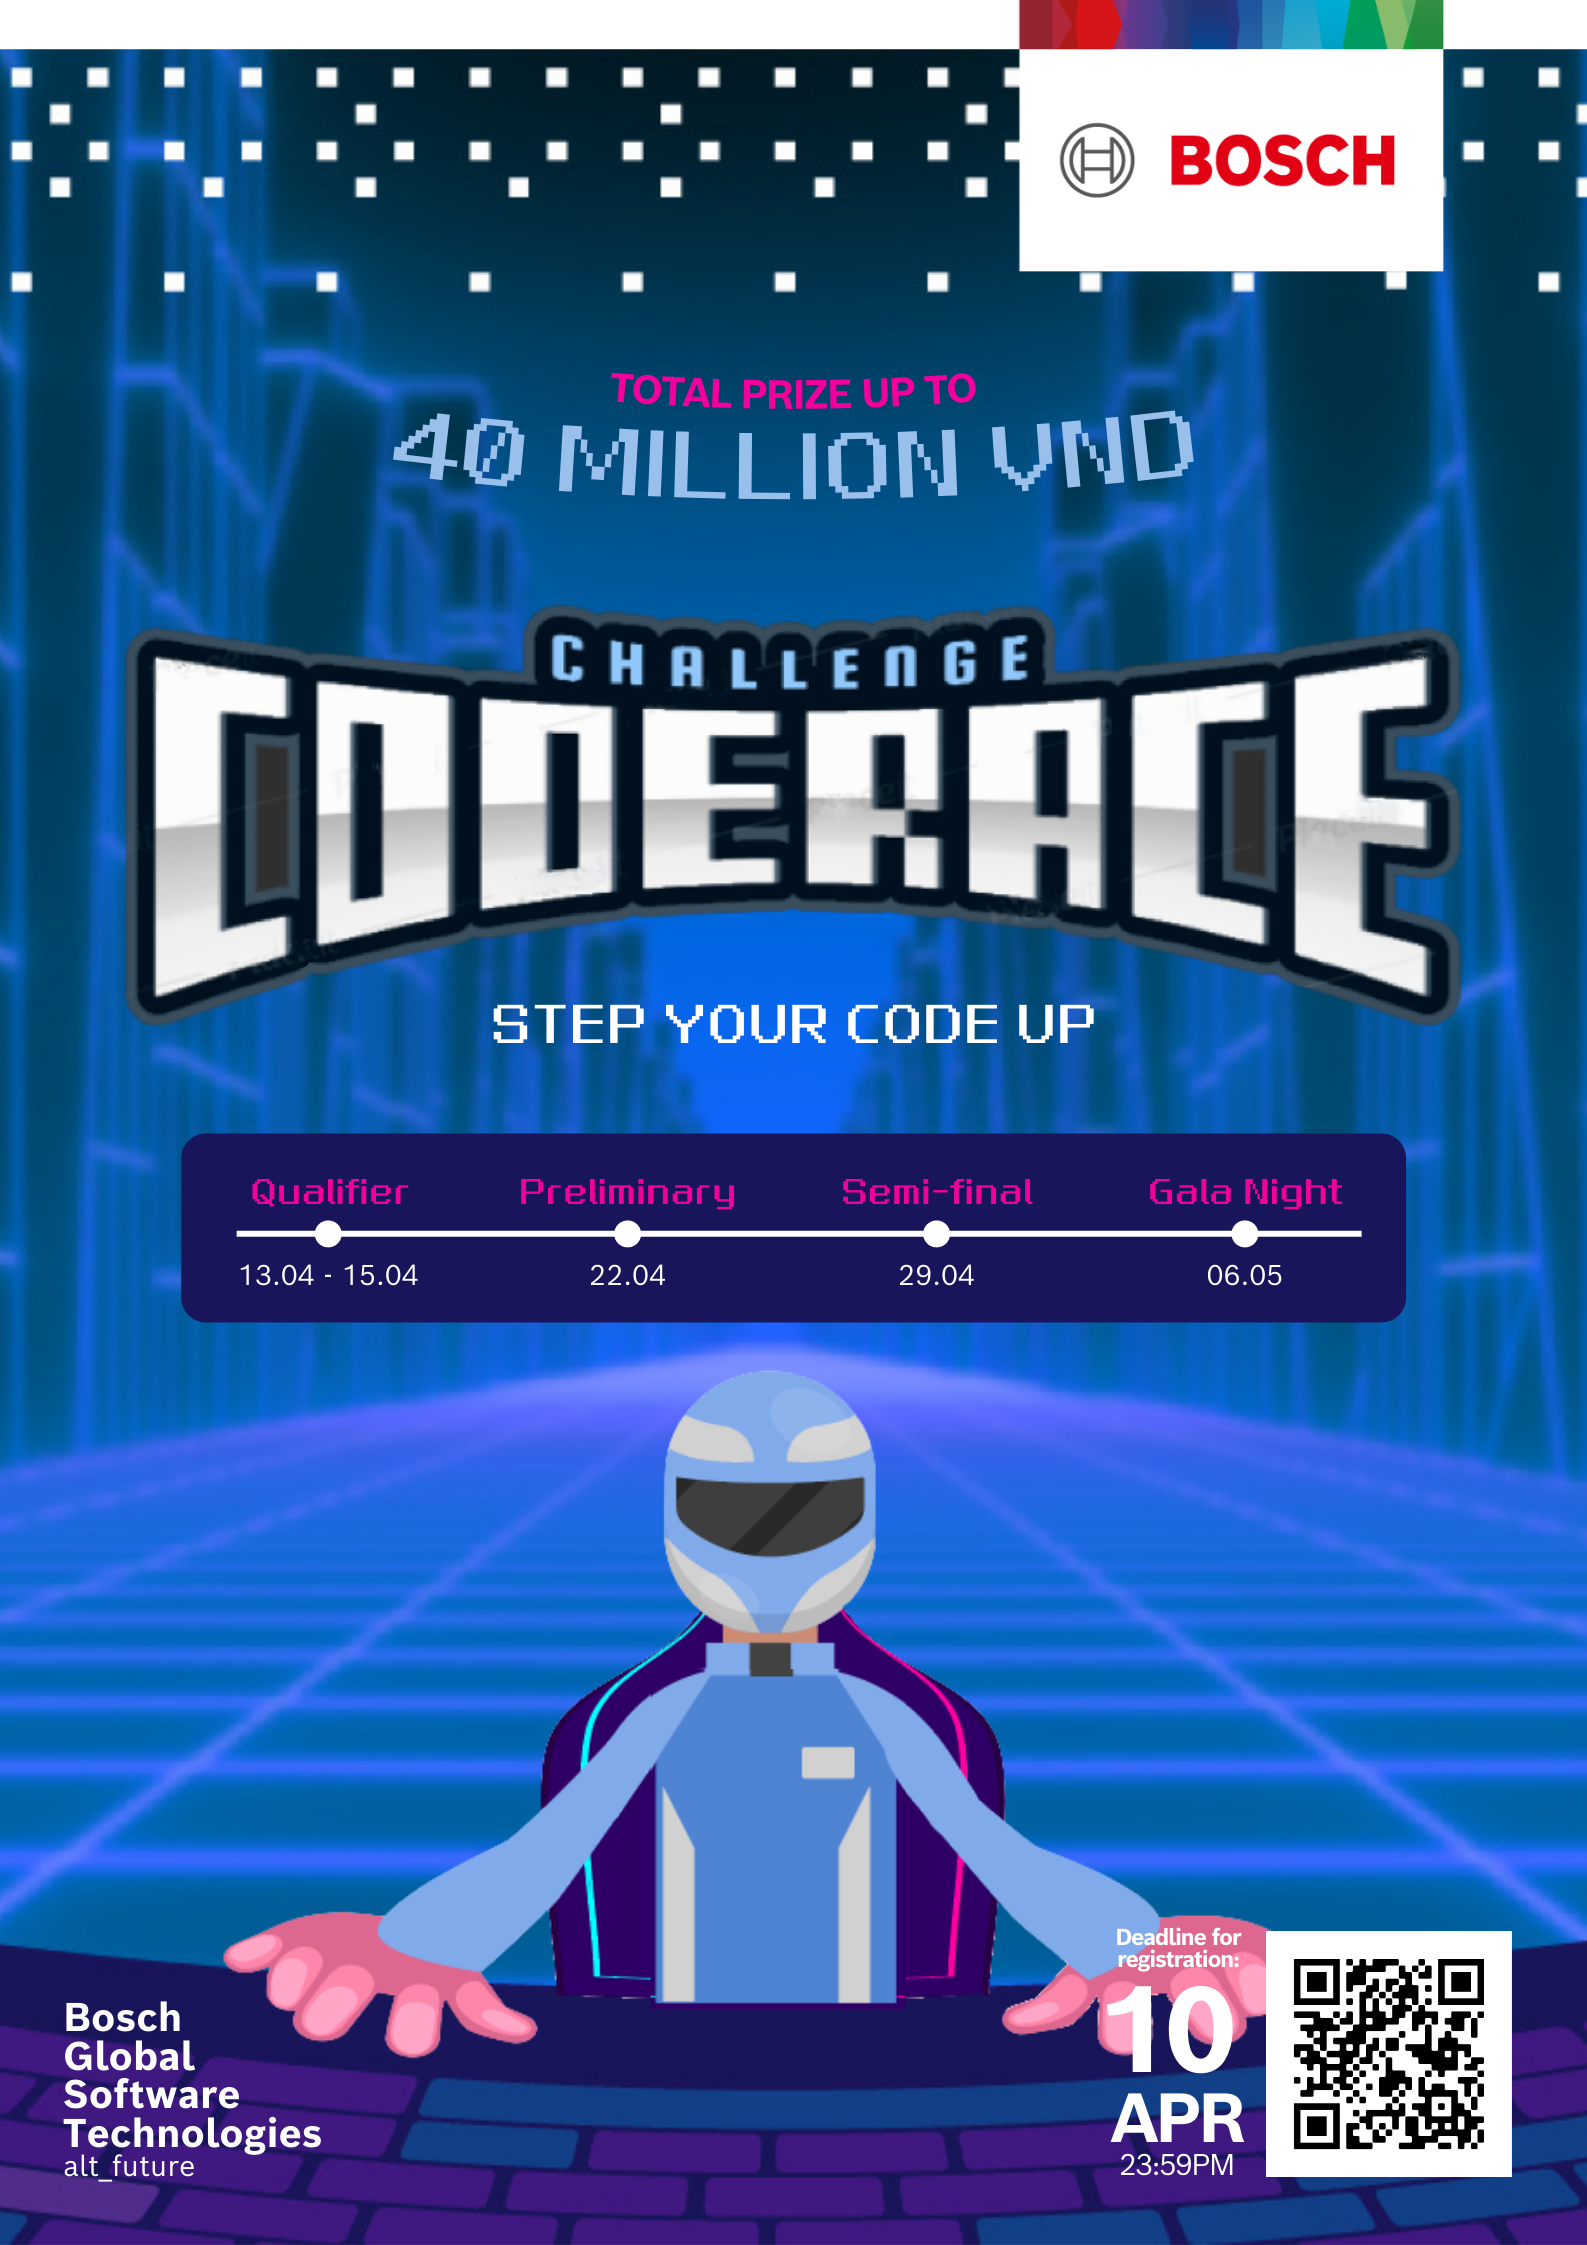 BOSCH
TOTAL PRIZE UP TO
40 MILLION VND
CHALLENGE
CODERACE
STEP YOUR CODE UP
Qualifier Preliminary Semi-final Gala Night
13.04 - 15.04 22.04 29.04 06.05
Bosch
Global
Software
Technologies
alt_future
Deadline for
registration:
10
APR
23:59PM